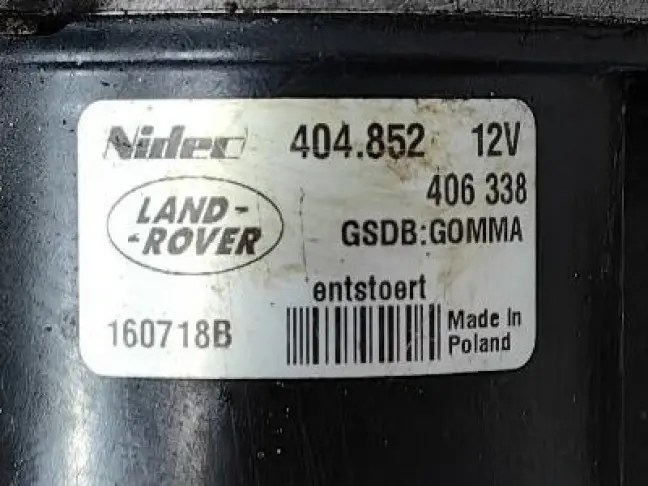 Nidec 404.852 12V
406 338
LAND-
-ROVER
GSDB:GOMMA
entstoert
160718B
Made In
Poland